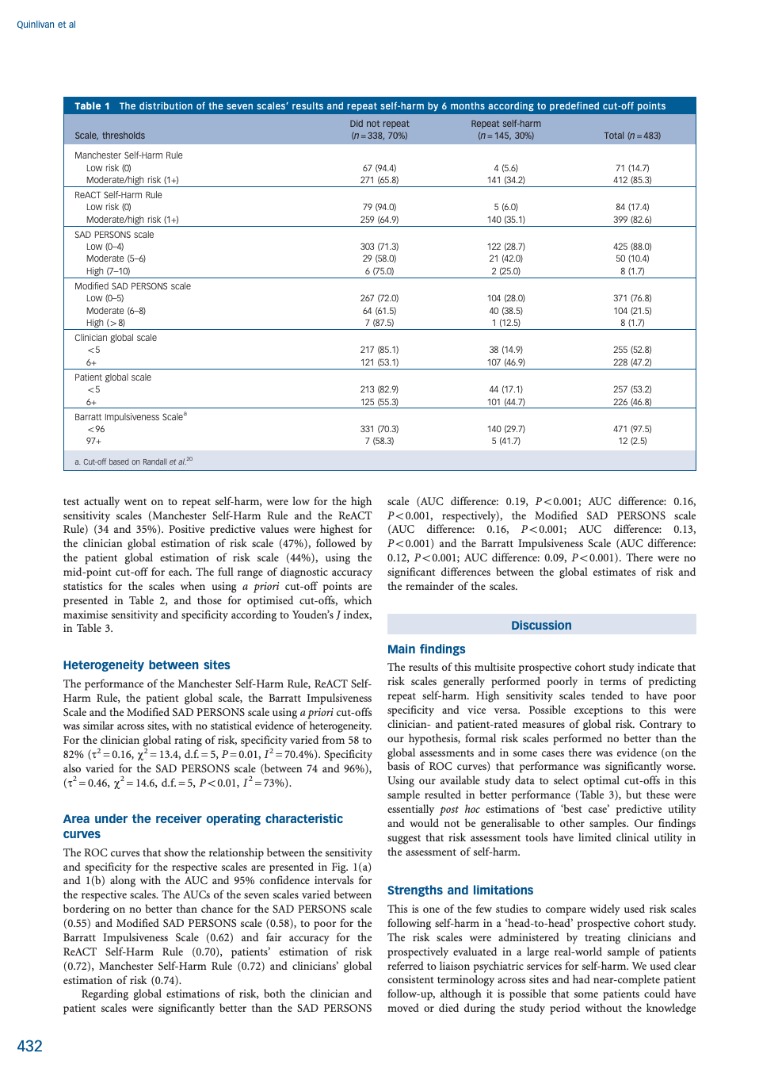 Quinlivan et al
Table 1 The distribution of the seven scales' results and repeat self-harm by 6 months according to predefined cut-off points
Scale, thresholds Did not repeat (n = 338, 70%) Repeat self-harm (n = 145, 30%) Total (n = 483)
Manchester Self-Harm Rule
Low risk (0) 67 (94.4) 4 (5.6) 71 (14.7)
Moderate/high risk (1+) 271 (65.8) 141 (34.2) 412 (85.3)
ReACT Self-Harm Rule
Low risk (0) 79 (94.0) 5 (6.0) 84 (17.4)
Moderate/high risk (1+) 259 (64.9) 140 (35.1) 399 (82.6)
SAD PERSONS scale
Low (0–4) 303 (71.3) 122 (28.7) 425 (88.0)
Moderate (5–6) 29 (58.0) 21 (42.0) 50 (10.4)
High (7–10) 6 (75.0) 2 (25.0) 8 (1.7)
Modified SAD PERSONS scale
Low (0–5) 267 (72.0) 104 (28.0) 371 (76.8)
Moderate (6–8) 64 (61.5) 40 (38.5) 104 (21.5)
High (>8) 7 (87.5) 1 (12.5) 8 (1.7)
Clinician global scale
<5 217 (85.1) 38 (14.9) 255 (52.8)
6+ 121 (53.1) 107 (46.9) 228 (47.2)
Patient global scale
<5 213 (82.9) 44 (17.1) 257 (53.2)
6+ 125 (55.3) 101 (44.7) 226 (46.8)
Barratt Impulsiveness Scaleᵃ
<96 331 (70.3) 140 (29.7) 471 (97.5)
97+ 7 (58.3) 5 (41.7) 12 (2.5)
a. Cut-off based on Randall et al.²⁰
test actually went on to repeat self-harm, were low for the high
sensitivity scales (Manchester Self-Harm Rule and the ReACT
Rule) (34 and 35%). Positive predictive values were highest for
the clinician global estimation of risk scale (47%), followed by
the patient global estimation of risk scale (44%), using the
mid-point cut-off for each. The full range of diagnostic accuracy
statistics for the scales when using a priori cut-off points are
presented in Table 2, and those for optimised cut-offs, which
maximise sensitivity and specificity according to Youden's J index,
in Table 3.
Heterogeneity between sites
The performance of the Manchester Self-Harm Rule, ReACT Self-
Harm Rule, the patient global scale, the Barratt Impulsiveness
Scale and the Modified SAD PERSONS scale using a priori cut-offs
was similar across sites, with no statistical evidence of heterogeneity.
For the clinician global rating of risk, specificity varied from 58 to
82% (τ² = 0.16, χ² = 13.4, d.f. = 5, P = 0.01, I² = 70.4%). Specificity
also varied for the SAD PERSONS scale (between 74 and 96%),
(τ² = 0.46, χ² = 14.6, d.f. = 5, P<0.01, I² = 73%).
Area under the receiver operating characteristic
curves
The ROC curves that show the relationship between the sensitivity
and specificity for the respective scales are presented in Fig. 1(a)
and 1(b) along with the AUC and 95% confidence intervals for
the respective scales. The AUCs of the seven scales varied between
bordering on no better than chance for the SAD PERSONS scale
(0.55) and Modified SAD PERSONS scale (0.58), to poor for the
Barratt Impulsiveness Scale (0.62) and fair accuracy for the
ReACT Self-Harm Rule (0.70), patients' estimation of risk
(0.72), Manchester Self-Harm Rule (0.72) and clinicians' global
estimation of risk (0.74).
Regarding global estimations of risk, both the clinician and
patient scales were significantly better than the SAD PERSONS
scale (AUC difference: 0.19, P<0.001; AUC difference: 0.16,
P<0.001, respectively), the Modified SAD PERSONS scale
(AUC difference: 0.16, P<0.001; AUC difference: 0.13,
P<0.001) and the Barratt Impulsiveness Scale (AUC difference:
0.12, P<0.001; AUC difference: 0.09, P<0.001). There were no
significant differences between the global estimates of risk and
the remainder of the scales.
Discussion
Main findings
The results of this multisite prospective cohort study indicate that
risk scales generally performed poorly in terms of predicting
repeat self-harm. High sensitivity scales tended to have poor
specificity and vice versa. Possible exceptions to this were
clinician- and patient-rated measures of global risk. Contrary to
our hypothesis, formal risk scales performed no better than the
global assessments and in some cases there was evidence (on the
basis of ROC curves) that performance was significantly worse.
Using our available study data to select optimal cut-offs in this
sample resulted in better performance (Table 3), but these were
essentially post hoc estimations of 'best case' predictive utility
and would not be generalisable to other samples. Our findings
suggest that risk assessment tools have limited clinical utility in
the assessment of self-harm.
Strengths and limitations
This is one of the few studies to compare widely used risk scales
following self-harm in a 'head-to-head' prospective cohort study.
The risk scales were administered by treating clinicians and
prospectively evaluated in a large real-world sample of patients
referred to liaison psychiatric services for self-harm. We used clear
consistent terminology across sites and had near-complete patient
follow-up, although it is possible that some patients could have
moved or died during the study period without the knowledge
432